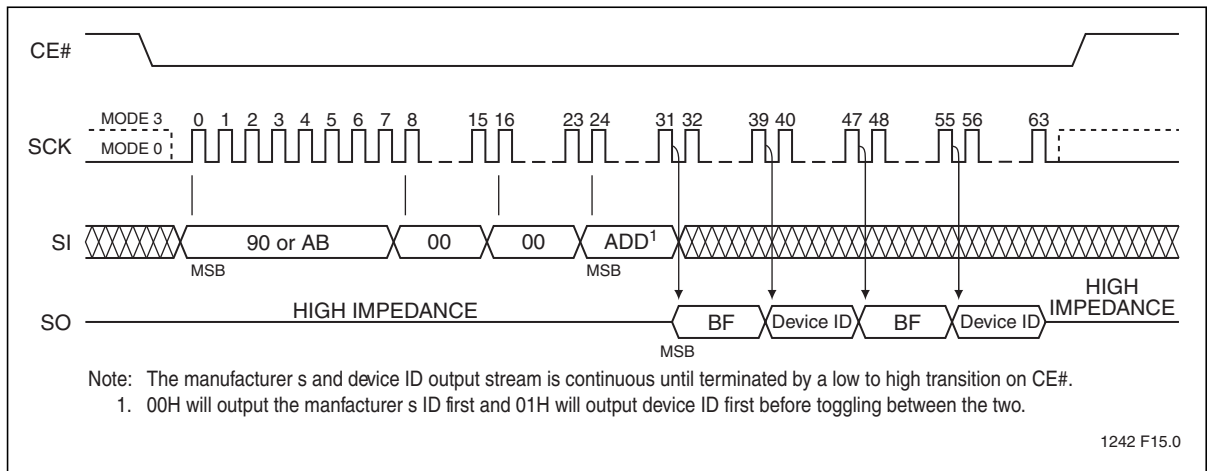 CE#
MODE 3
0 1 2 3 4 5 6 7 8 15 16 23 24 31 32 39 40 47 48 55 56 63
SCK
MODE 0
SI
90 or AB 00 00 ADD1
MSB MSB
HIGH IMPEDANCE
HIGH
IMPEDANCE
SO
BF Device ID BF Device ID
MSB
Note: The manufacturer s and device ID output stream is continuous until terminated by a low to high transition on CE#.
1. 00H will output the manfacturer s ID first and 01H will output device ID first before toggling between the two.
1242 F15.0